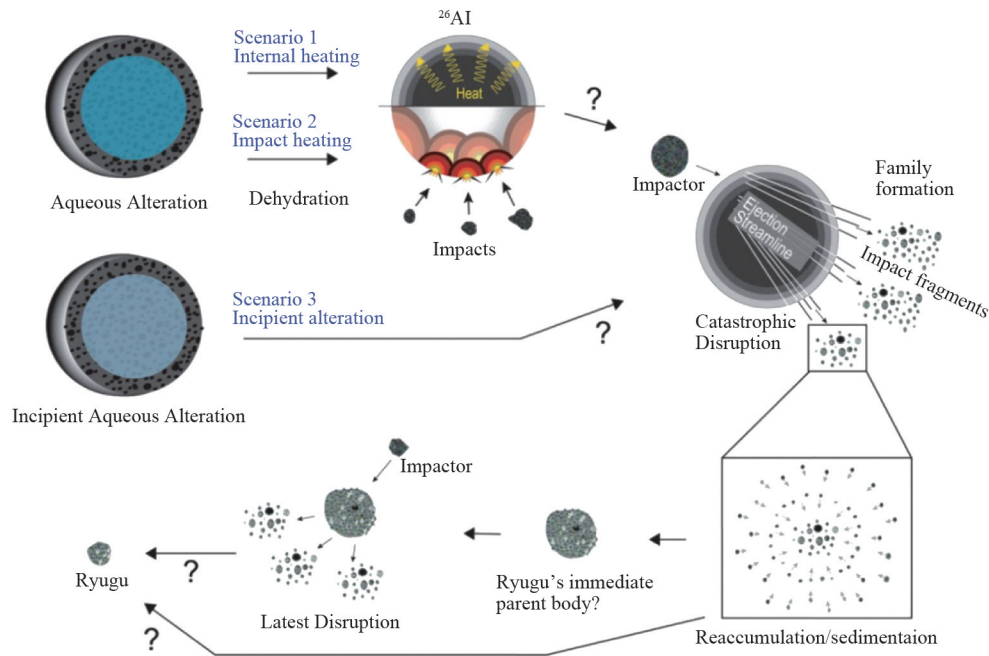 26Al
Scenario 1
Internal heating
Heat
?
Scenario 2
Impact heating
Aqueous Alteration
Dehydration
Impacts
Impactor
Family
formation
Ejection
Streamline
Impact fragments
Scenario 3
Incipient alteration
?
Catastrophic
Disruption
Incipient Aqueous Alteration
Impactor
Ryugu
?
Latest Disruption
Ryugu’s immediate
parent body?
Reaccumulation/sedimentaion
?